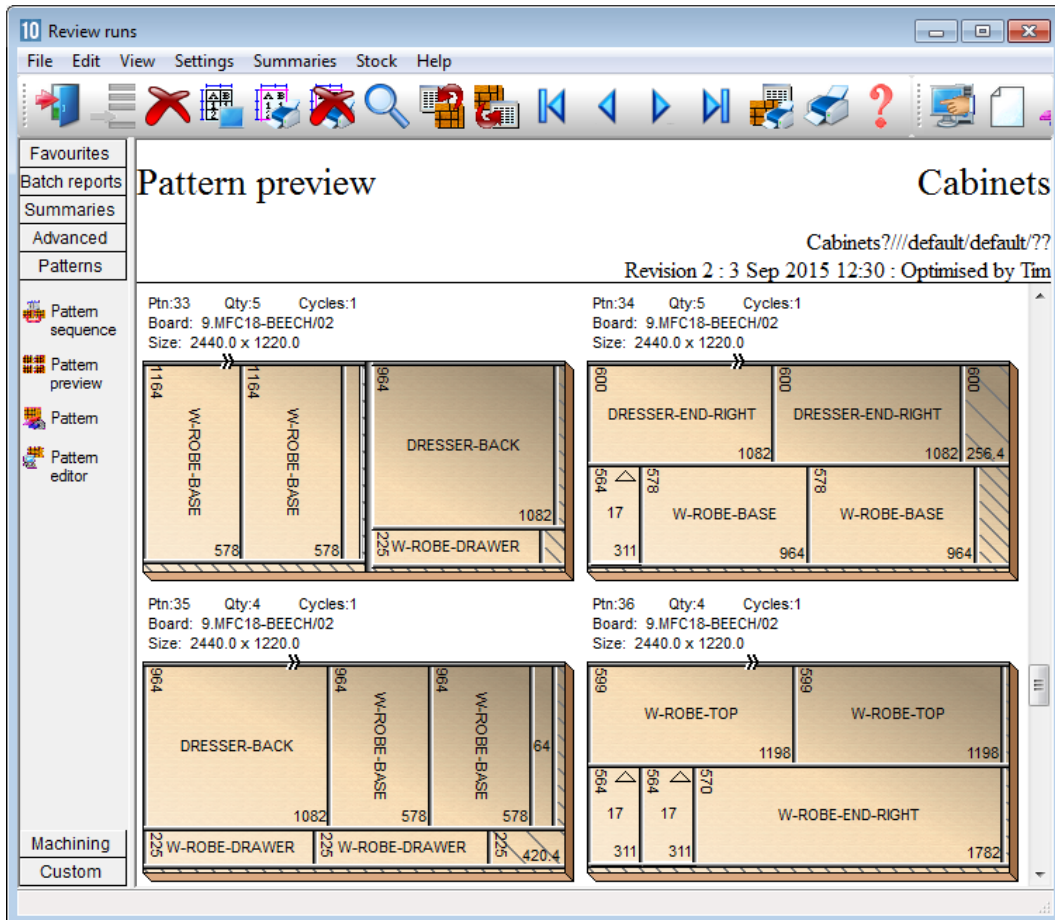 10 Review runs
File Edit View Settings Summaries Stock Help
Favourites
Batch reports
Summaries
Advanced
Patterns
Pattern sequence
Pattern preview
Pattern
Pattern editor
Machining
Custom
Pattern preview
Cabinets
Cabinets?///default/default/??
Revision 2 : 3 Sep 2015 12:30 : Optimised by Tim
Ptn:33 Qty:5 Cycles:1
Board: 9.MFC18-BEECH/02
Size: 2440.0 x 1220.0
1164
W-ROBE-BASE
578
1164
W-ROBE-BASE
578
964
DRESSER-BACK
1082
225
W-ROBE-DRAWER
Ptn:34 Qty:5 Cycles:1
Board: 9.MFC18-BEECH/02
Size: 2440.0 x 1220.0
600
DRESSER-END-RIGHT
1082
600
DRESSER-END-RIGHT
1082
600
256.4
564
17
311
578
W-ROBE-BASE
964
578
W-ROBE-BASE
964
Ptn:35 Qty:4 Cycles:1
Board: 9.MFC18-BEECH/02
Size: 2440.0 x 1220.0
964
DRESSER-BACK
1082
964
W-ROBE-BASE
578
964
W-ROBE-BASE
578
64
225
W-ROBE-DRAWER
225
W-ROBE-DRAWER
225
420.4
Ptn:36 Qty:4 Cycles:1
Board: 9.MFC18-BEECH/02
Size: 2440.0 x 1220.0
599
W-ROBE-TOP
1198
599
W-ROBE-TOP
1198
564
17
311
564
17
311
570
W-ROBE-END-RIGHT
1782